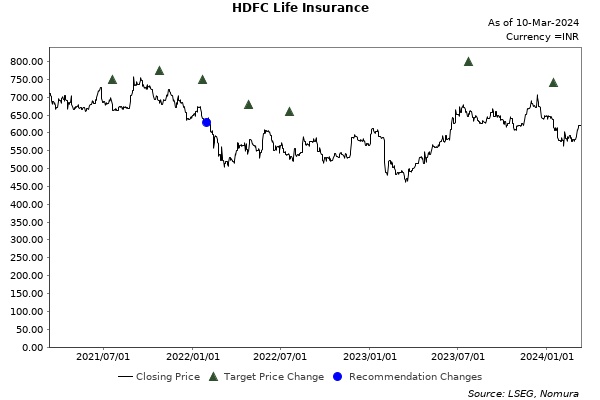 HDFC Life Insurance
As of 10-Mar-2024
Currency =INR
800.00
750.00
700.00
650.00
600.00
550.00
500.00
450.00
400.00
350.00
300.00
250.00
200.00
150.00
100.00
50.00
0.00
2021/07/01 2022/01/01 2022/07/01 2023/01/01 2023/07/01 2024/01/01
Closing Price Target Price Change Recommendation Changes
Source: LSEG, Nomura